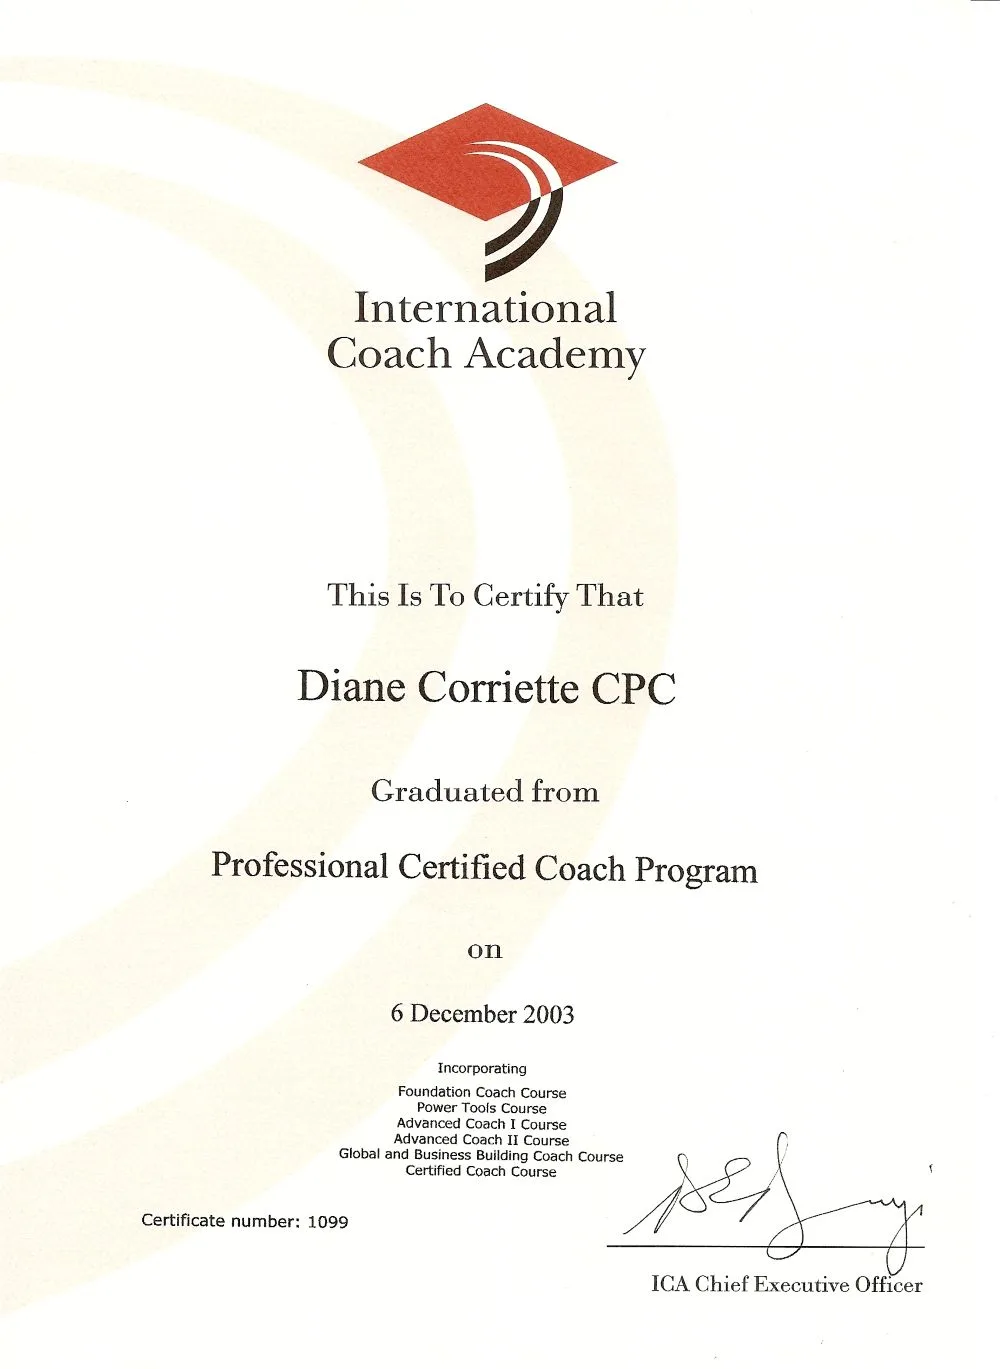 International
Coach Academy
This Is To Certify That
Diane Corriette CPC
Graduated from
Professional Certified Coach Program
on
6 December 2003
Incorporating
Foundation Coach Course
Power Tools Course
Advanced Coach I Course
Advanced Coach II Course
Global and Business Building Coach Course
Certified Coach Course
Certificate number: 1099
ICA Chief Executive Officer